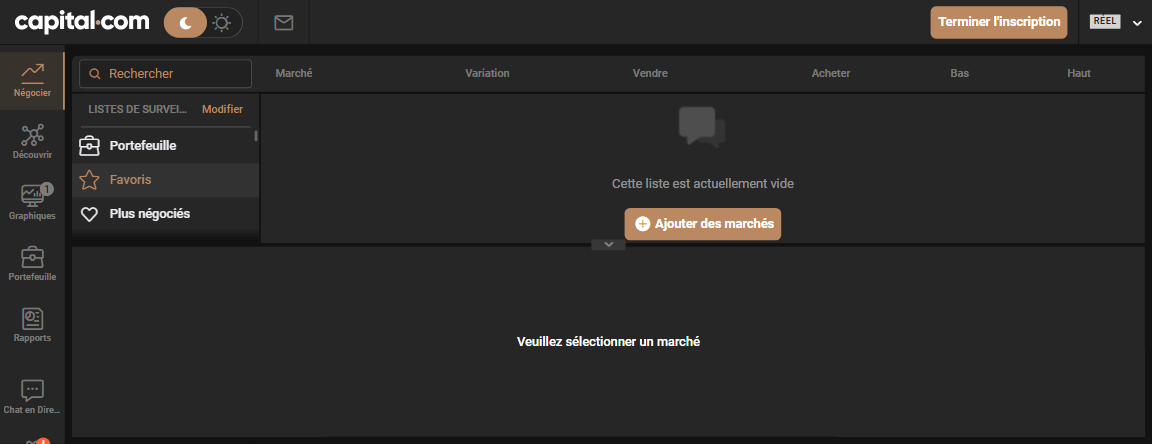 capital.com
Terminer l'inscription
RÉEL
Négocier
Découvrir
1
Graphiques
Portefeuille
Rapports
Chat en Dire...
Rechercher
LISTES DE SURVEI...
Modifier
Portefeuille
Favoris
Plus négociés
Marché
Variation
Vendre
Acheter
Bas
Haut
Cette liste est actuellement vide
Ajouter des marchés
Veuillez sélectionner un marché